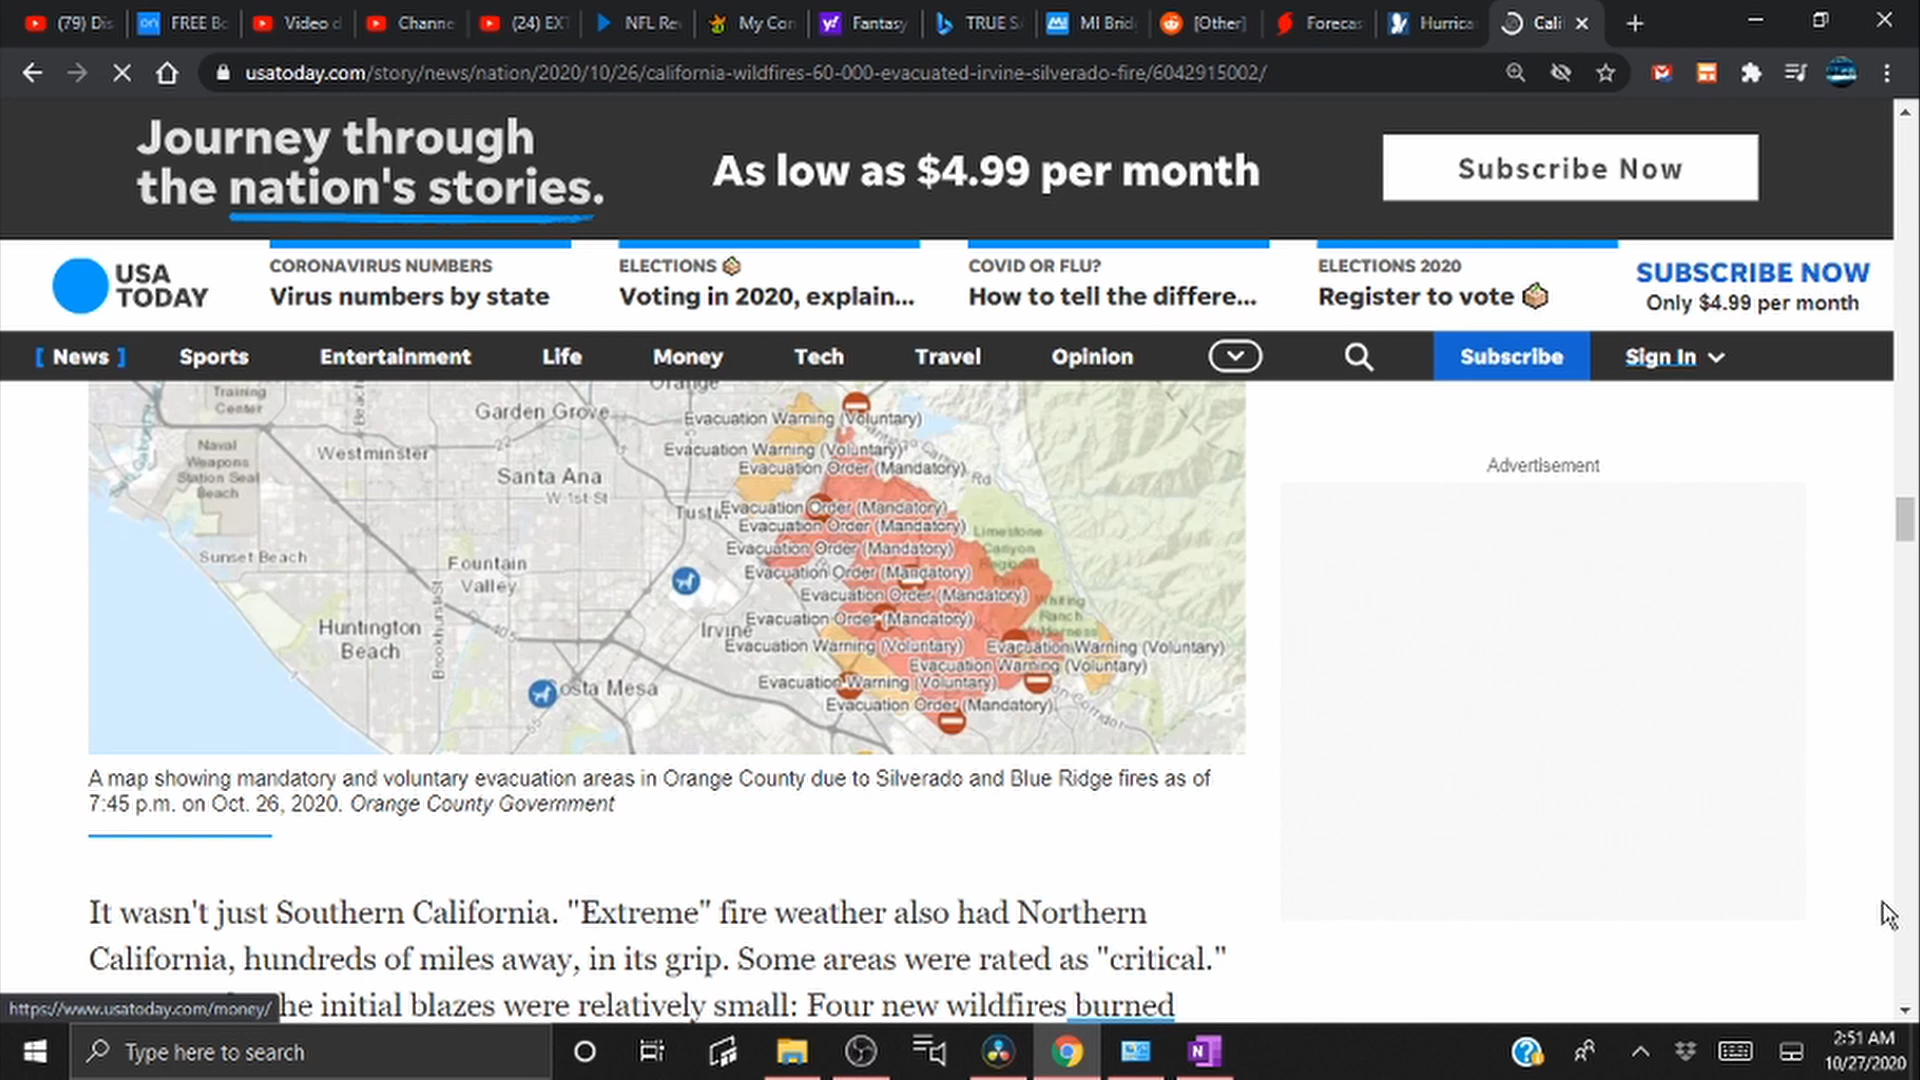 (79) Dis
FREE Bo
Video d
Channe
(24) EXT
NFL Rev
My Con
Fantasy
TRUE S
MI Bridg
[Other]
Forecas
Hurrica
Cali
usatoday.com/story/news/nation/2020/10/26/california-wildfires-60-000-evacuated-irvine-silverado-fire/6042915002/
Journey through
the nation's stories.
As low as $4.99 per month
Subscribe Now
USA
TODAY
CORONAVIRUS NUMBERS
Virus numbers by state
ELECTIONS
Voting in 2020, explain...
COVID OR FLU?
How to tell the differe...
ELECTIONS 2020
Register to vote
SUBSCRIBE NOW
Only $4.99 per month
[ News ]
Sports
Entertainment
Life
Money
Tech
Travel
Opinion
Subscribe
Sign In
Training
Center
Orange
Garden Grove
22
Evacuation Warning (Voluntary)
Evacuation Warning (Voluntary)
Evacuation Order (Mandatory)
Rd
Naval
Weapons
Station Seal
Beach
Westminster
Santa Ana
W 1st St
Tustin
Evacuation Order (Mandatory)
Evacuation Order (Mandatory)
Evacuation Order (Mandatory)
Limestone
Canyon
Regional
Park
Sunset Beach
Fountain
Valley
Evacuation Order (Mandatory)
Evacuation Order (Mandatory)
Whiting
Ranch
Wilderness
Huntington
Beach
Brookhurst St
405
Irvine
Evacuation Order (Mandatory)
Evacuation Warning (Voluntary)
Evacuation Warning (Voluntary)
Evacuation Warning (Voluntary)
Evacuation Warning (Voluntary)
Costa Mesa
55
Evacuation Order (Mandatory)
Corridor
A map showing mandatory and voluntary evacuation areas in Orange County due to Silverado and Blue Ridge fires as of
7:45 p.m. on Oct. 26, 2020. Orange County Government
Advertisement
It wasn't just Southern California. "Extreme" fire weather also had Northern
California, hundreds of miles away, in its grip. Some areas were rated as "critical."
he initial blazes were relatively small: Four new wildfires burned
https://www.usatoday.com/money/
Type here to search
2:51 AM
10/27/2020